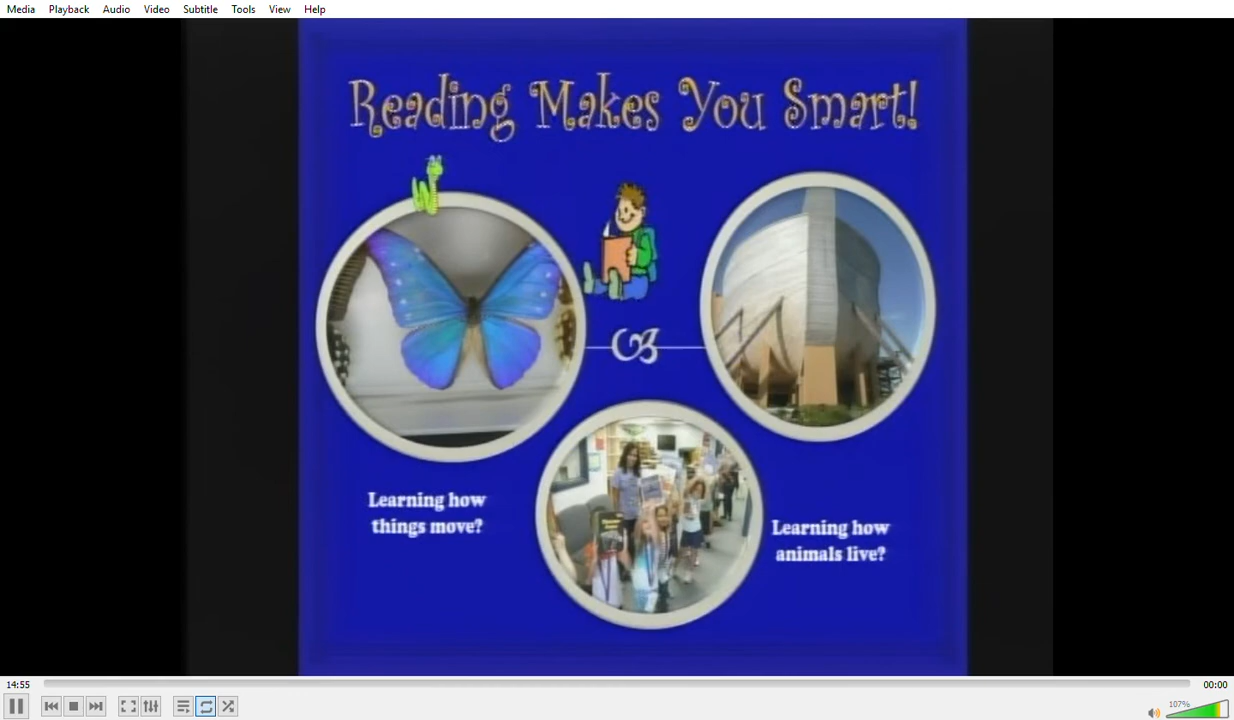 Media Playback Audio Video Subtitle Tools View Help
Reading Makes You Smart!
Learning how
things move?
Learning how
animals live?
14:55 00:00
107%